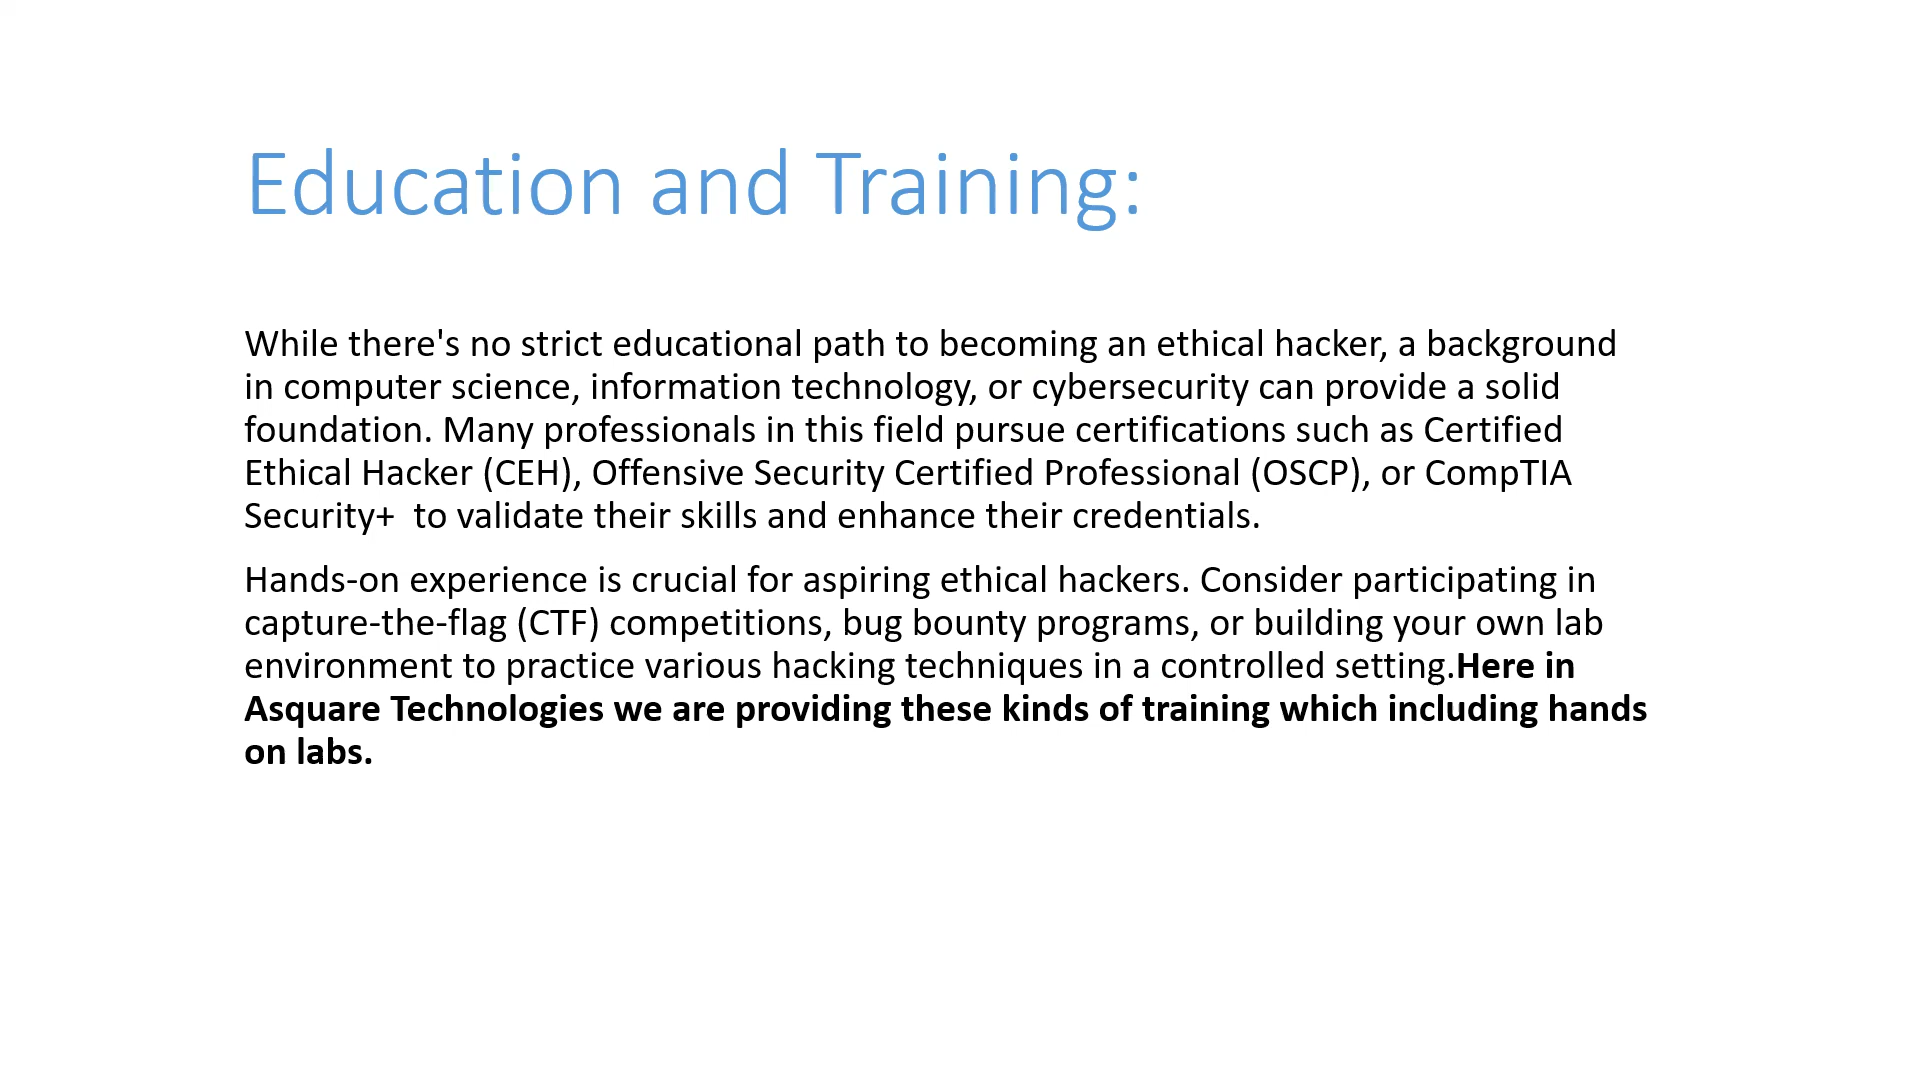 Education and Training:
While there's no strict educational path to becoming an ethical hacker, a background
in computer science, information technology, or cybersecurity can provide a solid
foundation. Many professionals in this field pursue certifications such as Certified
Ethical Hacker (CEH), Offensive Security Certified Professional (OSCP), or CompTIA
Security+  to validate their skills and enhance their credentials.
Hands-on experience is crucial for aspiring ethical hackers. Consider participating in
capture-the-flag (CTF) competitions, bug bounty programs, or building your own lab
environment to practice various hacking techniques in a controlled setting.Here in
Asquare Technologies we are providing these kinds of training which including hands
on labs.